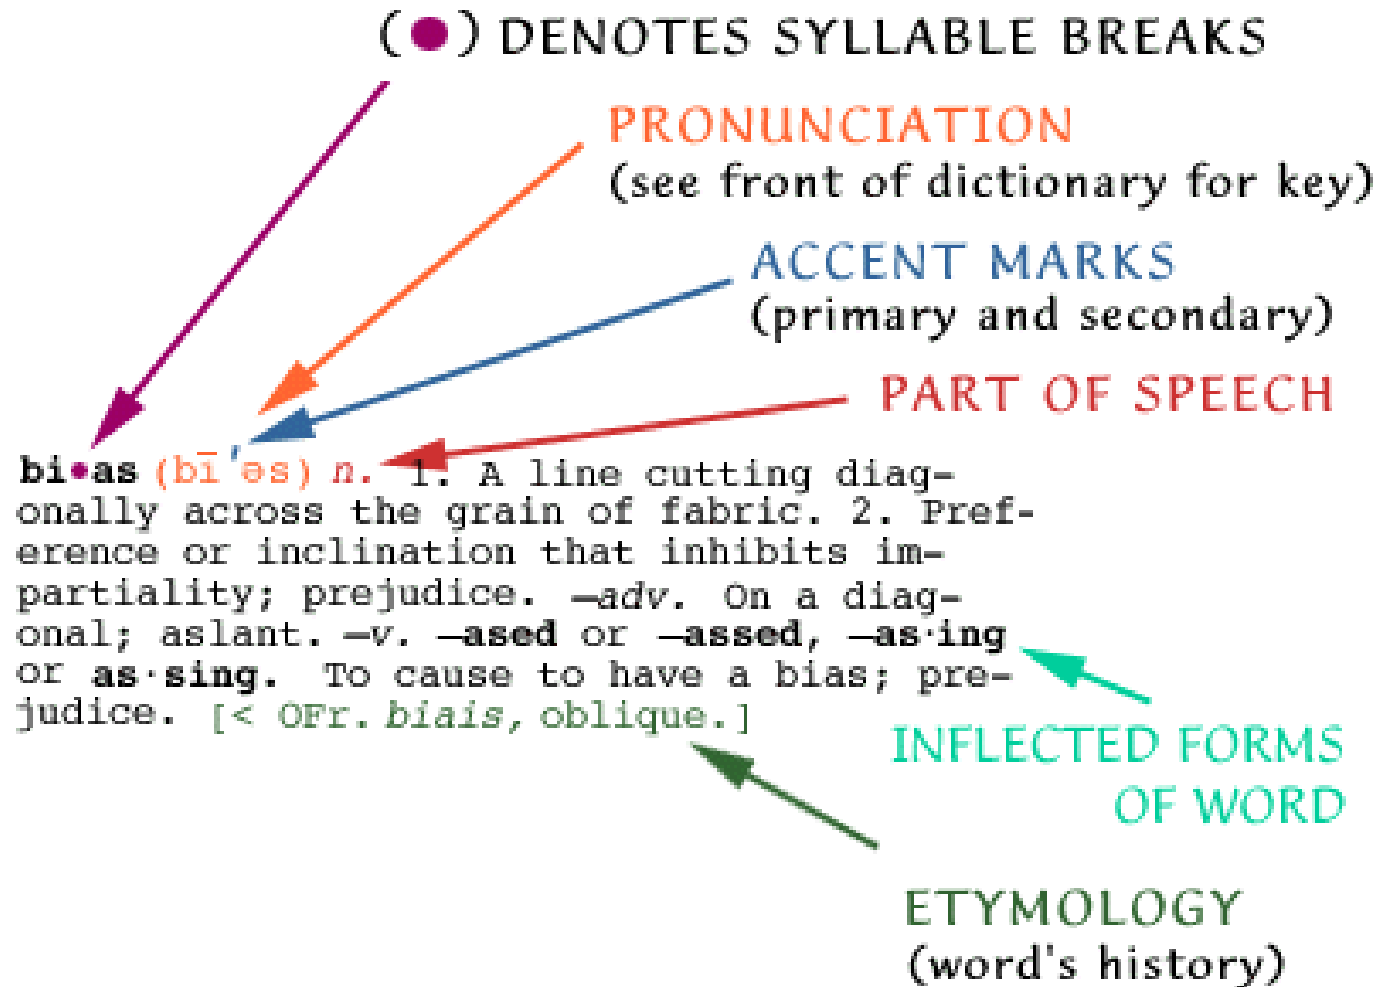 (●) DENOTES SYLLABLE BREAKS
PRONUNCIATION
(see front of dictionary for key)
ACCENT MARKS
(primary and secondary)
PART OF SPEECH
bi•as (bī′əs) n. 1. A line cutting diag–
onally across the grain of fabric. 2. Pref–
erence or inclination that inhibits im–
partiality; prejudice. —adv. On a diag–
onal; aslant. —v. —ased or —assed, —as·ing
or as·sing. To cause to have a bias; pre–
judice. [< OFr. biais, oblique.]
INFLECTED FORMS
OF WORD
ETYMOLOGY
(word's history)